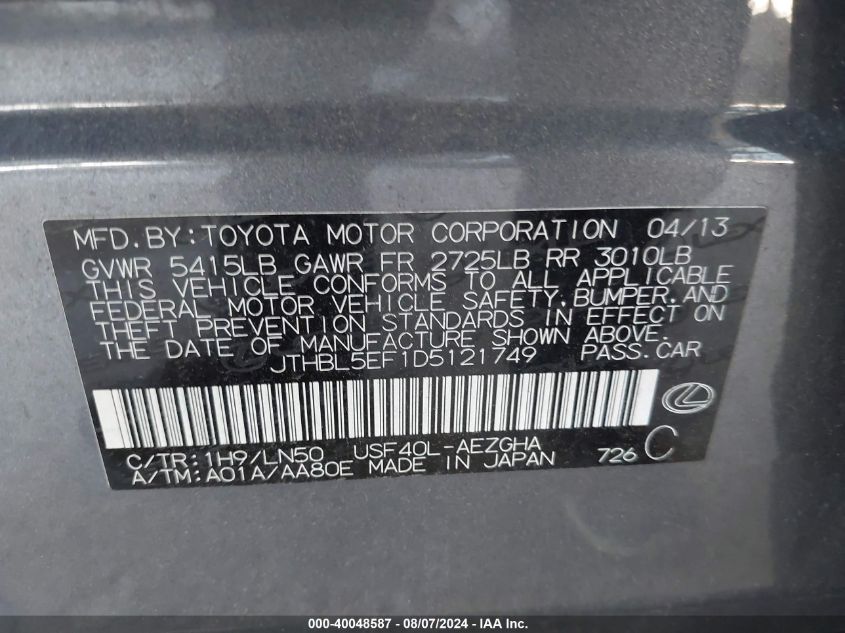 MFD.BY:TOYOTA MOTOR CORPORATION 04/13
GVWR 5415LB GAWR FR 2725LB RR 3010LB
THIS VEHICLE CONFORMS TO ALL APPLICABLE
FEDERAL MOTOR VEHICLE SAFETY,BUMPER,AND
THEFT PREVENTION STANDARDS IN EFFECT ON
THE DATE OF MANUFACTURE SHOWN ABOVE.
JTHBL5EF1D5121749 PASS.CAR
C/TR:1H9/LN50 USF40L-AEZGHA
A/TM:A01A/AA80E MADE IN JAPAN 726 C
000-40048587 - 08/07/2024 - IAA Inc.